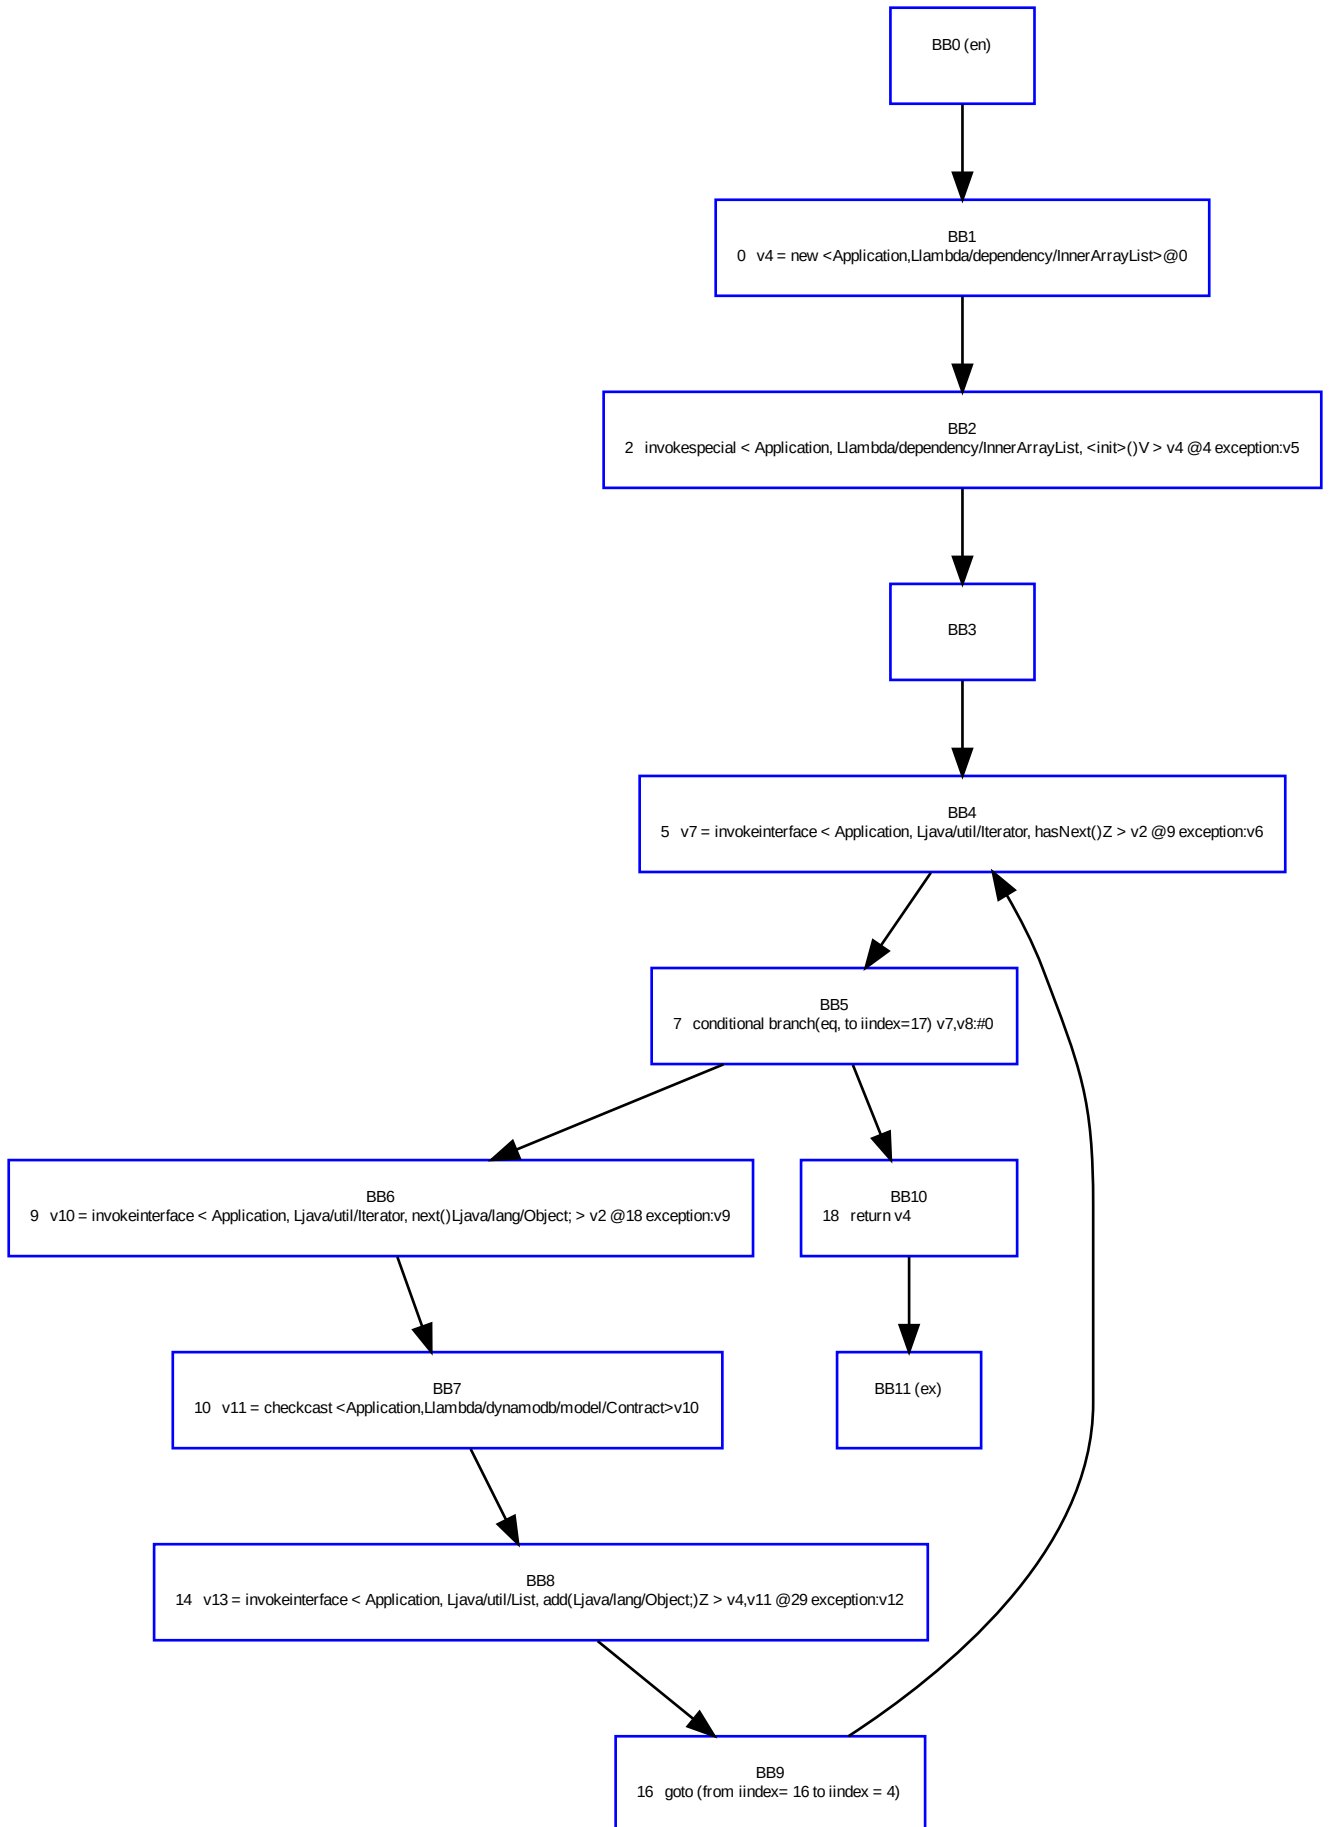 BB0 (en)
BB1
0 v4 = new <Application,Llambda/dependency/InnerArrayList>@0
BB2
2 invokespecial < Application, Llambda/dependency/InnerArrayList, <init>()V > v4 @4 exception:v5
BB3
BB4
5 v7 = invokeinterface < Application, Ljava/util/Iterator, hasNext()Z > v2 @9 exception:v6
BB5
7 conditional branch(eq, to iindex=17) v7,v8:#0
BB6
9 v10 = invokeinterface < Application, Ljava/util/Iterator, next()Ljava/lang/Object; > v2 @18 exception:v9
BB10
18 return v4
BB7
10 v11 = checkcast <Application,Llambda/dynamodb/model/Contract>v10
BB11 (ex)
BB8
14 v13 = invokeinterface < Application, Ljava/util/List, add(Ljava/lang/Object;)Z > v4,v11 @29 exception:v12
BB9
16 goto (from iindex= 16 to iindex = 4)